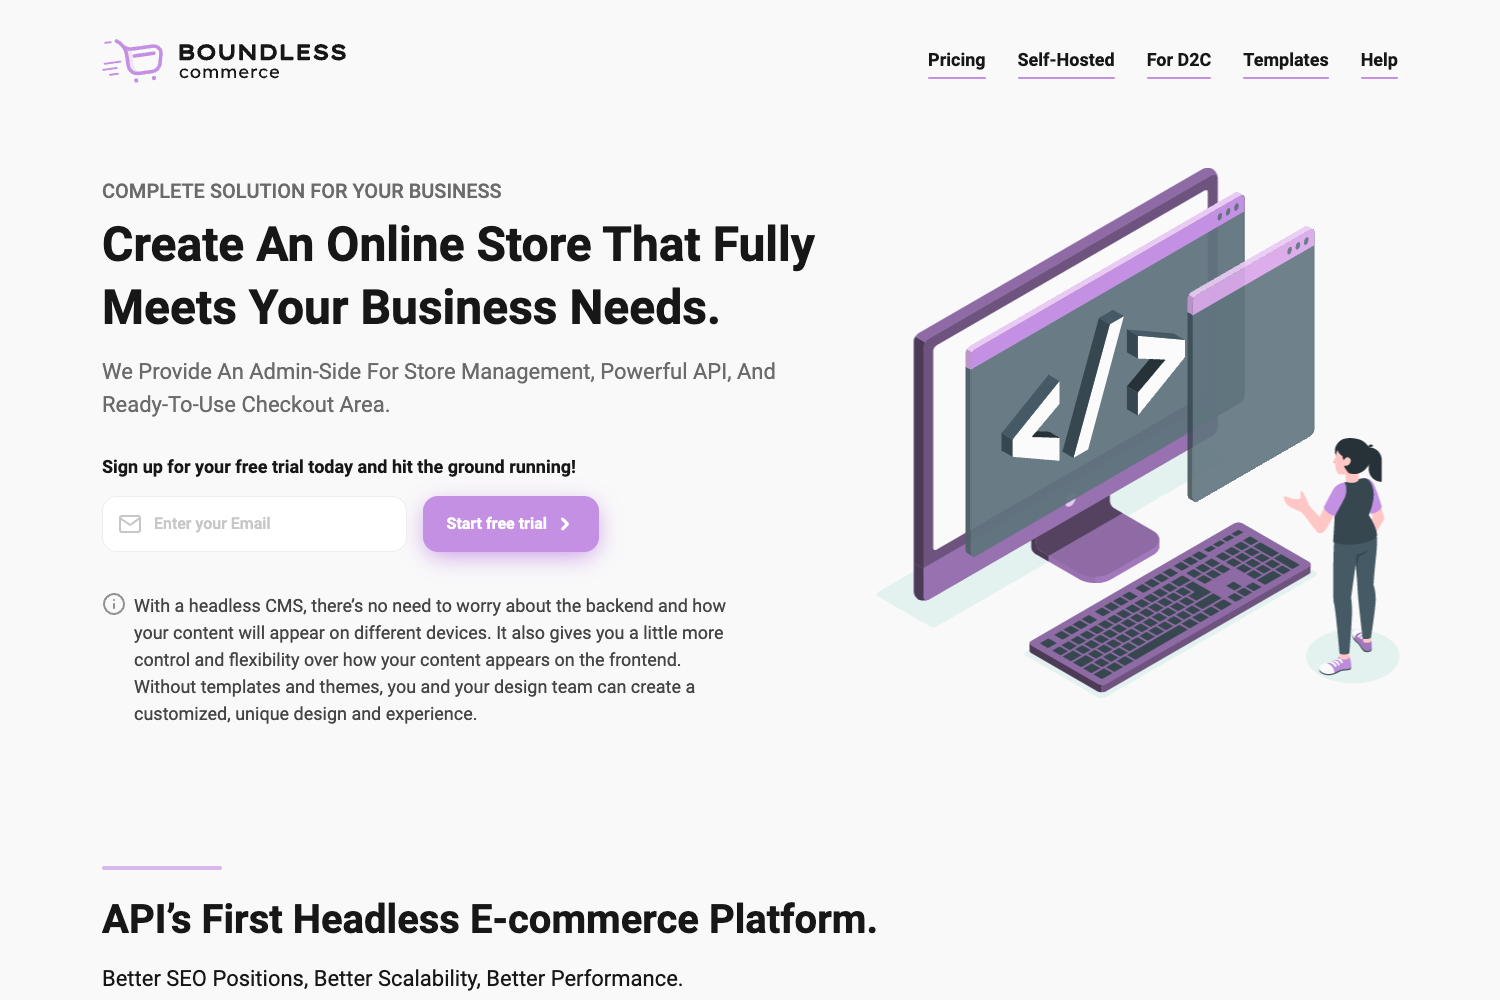 BOUNDLESS
commerce
Pricing
Self-Hosted
For D2C
Templates
Help
COMPLETE SOLUTION FOR YOUR BUSINESS
Create An Online Store That Fully
Meets Your Business Needs.
We Provide An Admin-Side For Store Management, Powerful API, And
Ready-To-Use Checkout Area.
Sign up for your free trial today and hit the ground running!
Enter your Email
Start free trial
With a headless CMS, there’s no need to worry about the backend and how
your content will appear on different devices. It also gives you a little more
control and flexibility over how your content appears on the frontend.
Without templates and themes, you and your design team can create a
customized, unique design and experience.
</>
API’s First Headless E-commerce Platform.
Better SEO Positions, Better Scalability, Better Performance.